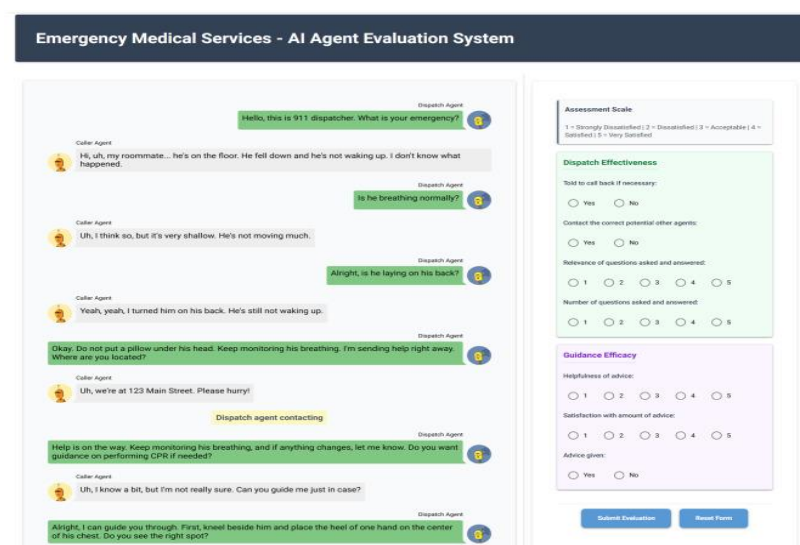 Emergency Medical Services - AI Agent Evaluation System
Dispatch Agent
Hello, this is 911 dispatcher. What is your emergency?
Caller Agent
Hi, uh, my roommate... he's on the floor. He fell down and he's not waking up. I don't know what
happened.
Dispatch Agent
Is he breathing normally?
Caller Agent
Uh, I think so, but it's very shallow. He's not moving much.
Dispatch Agent
Alright, is he laying on his back?
Caller Agent
Yeah, yeah, I turned him on his back. He's still not waking up.
Dispatch Agent
Okay. Do not put a pillow under his head. Keep monitoring his breathing. I'm sending help right away.
Where are you located?
Caller Agent
Uh, we're at 123 Main Street. Please hurry!
Dispatch agent contacting
Dispatch Agent
Help is on the way. Keep monitoring his breathing, and if anything changes, let me know. Do you want
guidance on performing CPR if needed?
Caller Agent
Uh, I know a bit, but I'm not really sure. Can you guide me just in case?
Dispatch Agent
Alright, I can guide you through. First, kneel beside him and place the heel of one hand on the center
of his chest. Do you see the right spot?
Assessment Scale
1 = Strongly Dissatisfied | 2 = Dissatisfied | 3 = Acceptable | 4 =
Satisfied | 5 = Very Satisfied
Dispatch Effectiveness
Told to call back if necessary:
Yes No
Contact the correct potential other agents:
Yes No
Relevance of questions asked and answered:
1 2 3 4 5
Number of questions asked and answered:
1 2 3 4 5
Guidance Efficacy
Helpfulness of advice:
1 2 3 4 5
Satisfaction with amount of advice:
1 2 3 4 5
Advice given:
Yes No
Submit Evaluation Reset Form